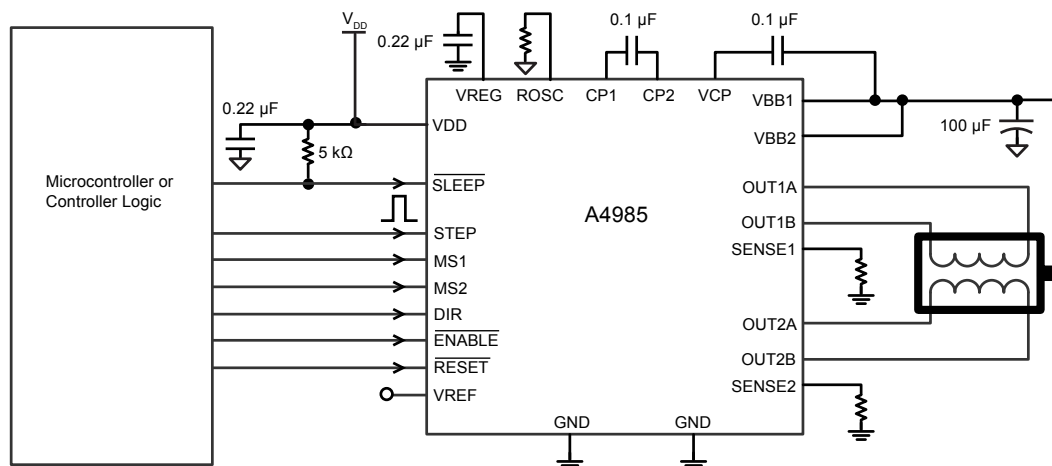 V_DD
0.22 µF
0.1 µF
0.1 µF
VREG
ROSC
CP1
CP2
VCP
VBB1
0.22 µF
VDD
VBB2
100 µF
5 kΩ
Microcontroller or
Controller Logic
SLEEP
OUT1A
A4985
OUT1B
STEP
SENSE1
MS1
MS2
DIR
OUT2A
ENABLE
OUT2B
RESET
SENSE2
VREF
GND
GND